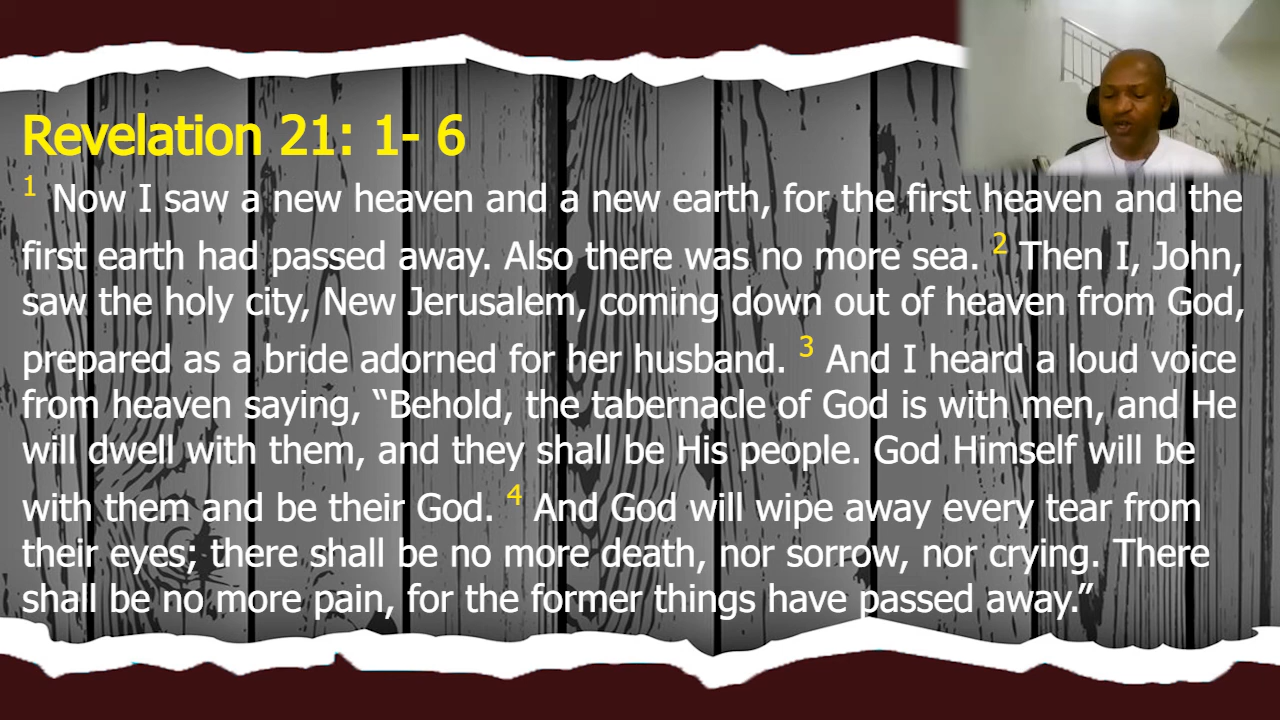 Revelation 21: 1- 6
1 Now I saw a new heaven and a new earth, for the first heaven and the
first earth had passed away. Also there was no more sea. 2 Then I, John,
saw the holy city, New Jerusalem, coming down out of heaven from God,
prepared as a bride adorned for her husband. 3 And I heard a loud voice
from heaven saying, “Behold, the tabernacle of God is with men, and He
will dwell with them, and they shall be His people. God Himself will be
with them and be their God. 4 And God will wipe away every tear from
their eyes; there shall be no more death, nor sorrow, nor crying. There
shall be no more pain, for the former things have passed away.”